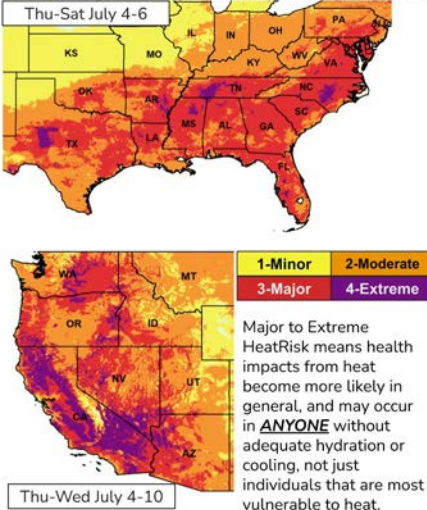 Thu-Sat July 4-6
IL
IN
OH
PA
KS
MO
KY
WV
VA
OK
AR
TN
NC
SC
MS
AL
GA
TX
LA
FL
WA
MT
OR
ID
NV
UT
CA
AZ
Thu-Wed July 4-10
1-Minor
2-Moderate
3-Major
4-Extreme
Major to Extreme
HeatRisk means health
impacts from heat
become more likely in
general, and may occur
in ANYONE without
adequate hydration or
cooling, not just
individuals that are most
vulnerable to heat.